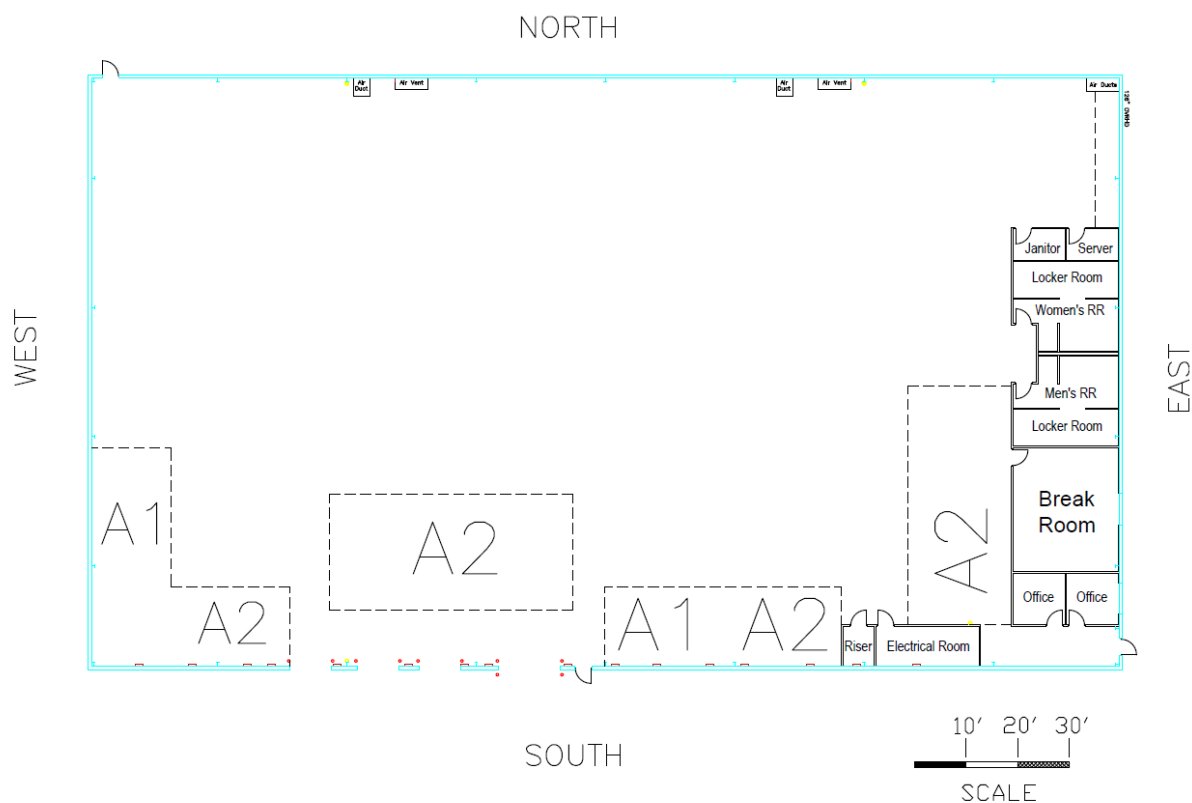 NORTH
Air
Duct
Air Vent
Air
Duct
Air Vent
Air Ducts
126" OVRHD
WEST
EAST
Janitor
Server
Locker Room
Women's RR
Men's RR
Locker Room
Break
Room
Office
Office
A1
A2
A2
A1
A2
A2
Riser
Electrical Room
SOUTH
10'
20'
30'
SCALE